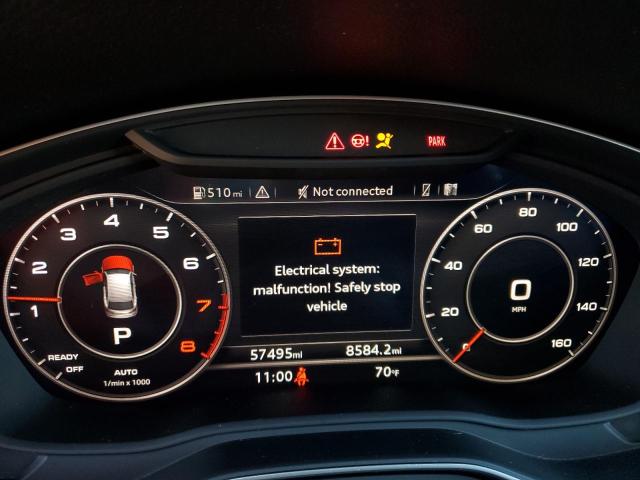 PARK
510 mi
Not connected
1 2 3 4 5 6 7 8
P
READY
OFF
AUTO
1/min x 1000
Electrical system:
malfunction! Safely stop
vehicle
0 20 40 60 80 100 120 140 160
0
MPH
57495mi 8584.2mi
11:00 70°F